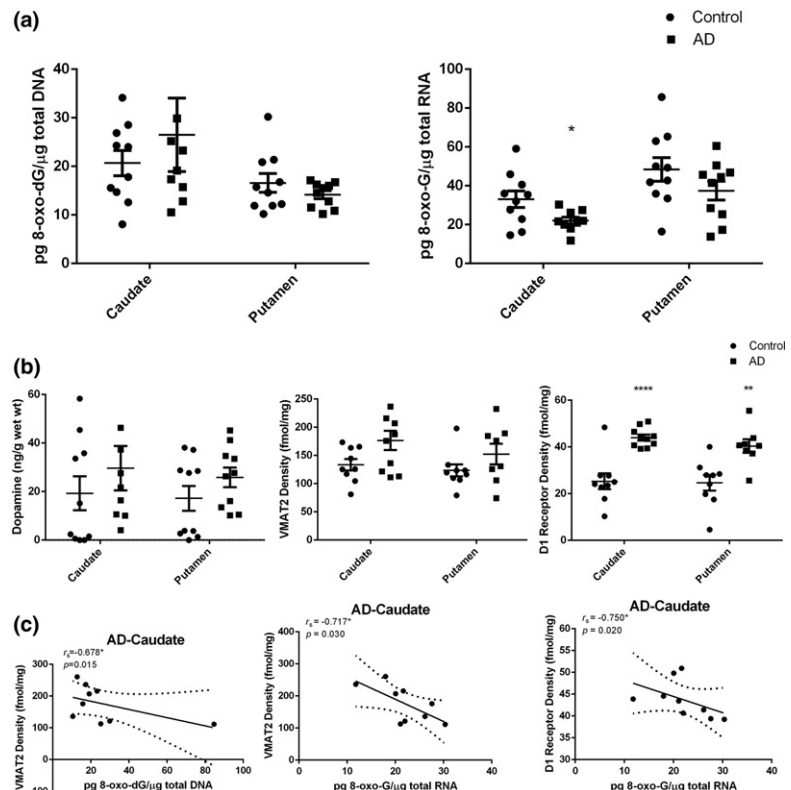 (a)
Control
AD
pg 8-oxo-dG/µg total DNA
40
30
20
10
0
Caudate
Putamen
pg 8-oxo-G/µg total RNA
100
80
60
40
20
0
*
Caudate
Putamen
(b)
Control
AD
Dopamine (ng/g wet wt)
60
40
20
0
Caudate
Putamen
VMAT2 Density (fmol/mg)
250
200
150
100
50
0
Caudate
Putamen
D1 Receptor Density (fmol/mg)
60
40
20
0
****
**
Caudate
Putamen
(c)
AD-Caudate
rs=-0.678*
p=0.015
VMAT2 Density (fmol/mg)
300
200
100
0
20
40
60
80
100
pg 8-oxo-dG/µg total DNA
100
AD-Caudate
rs = -0.717*
p = 0.030
VMAT2 Density (fmol/mg)
400
300
200
100
0
0
10
20
30
40
pg 8-oxo-G/µg total RNA
AD-Caudate
rs = -0.750*
p = 0.020
D1 Receptor Density (fmol/mg)
60
55
50
45
40
35
30
0
10
20
30
40
pg 8-oxo-G/µg total RNA